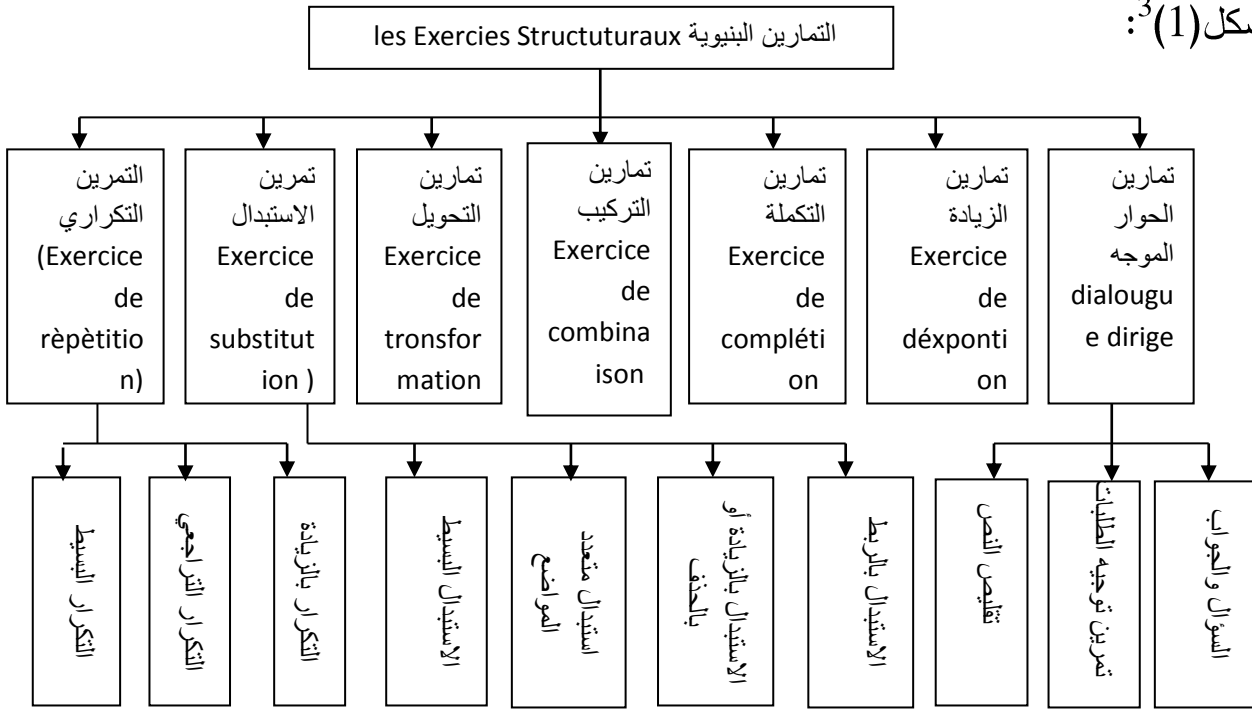 شكل(1)3:
التمارين البنيوية les Exercies Structuturaux
تمارين
الحوار
الموجه
dialougu
e dirige
تمارين
الزيادة
Exercice
de
déxponti
on
تمارين
التكملة
Exercice
de
compléti
on
تمارين
التركيب
Exercice
de
combina
ison
تمارين
التحويل
Exercice
de
tronsfor
mation
تمرين
الاستبدال
Exercice
de
substitut
ion )
التمرين
التكراري
(Exercice
de
rèpètitio
n)
السؤال والجواب
تمرين توجيه الطلبات
تقليص النص
الاستبدال بالربط
الاستبدال بالزيادة أو
بالحذف
استبدال متعدد
المواضع
الاستبدال البسيط
التكرار بالزيادة
التكرار التراجعي
التكرار البسيط